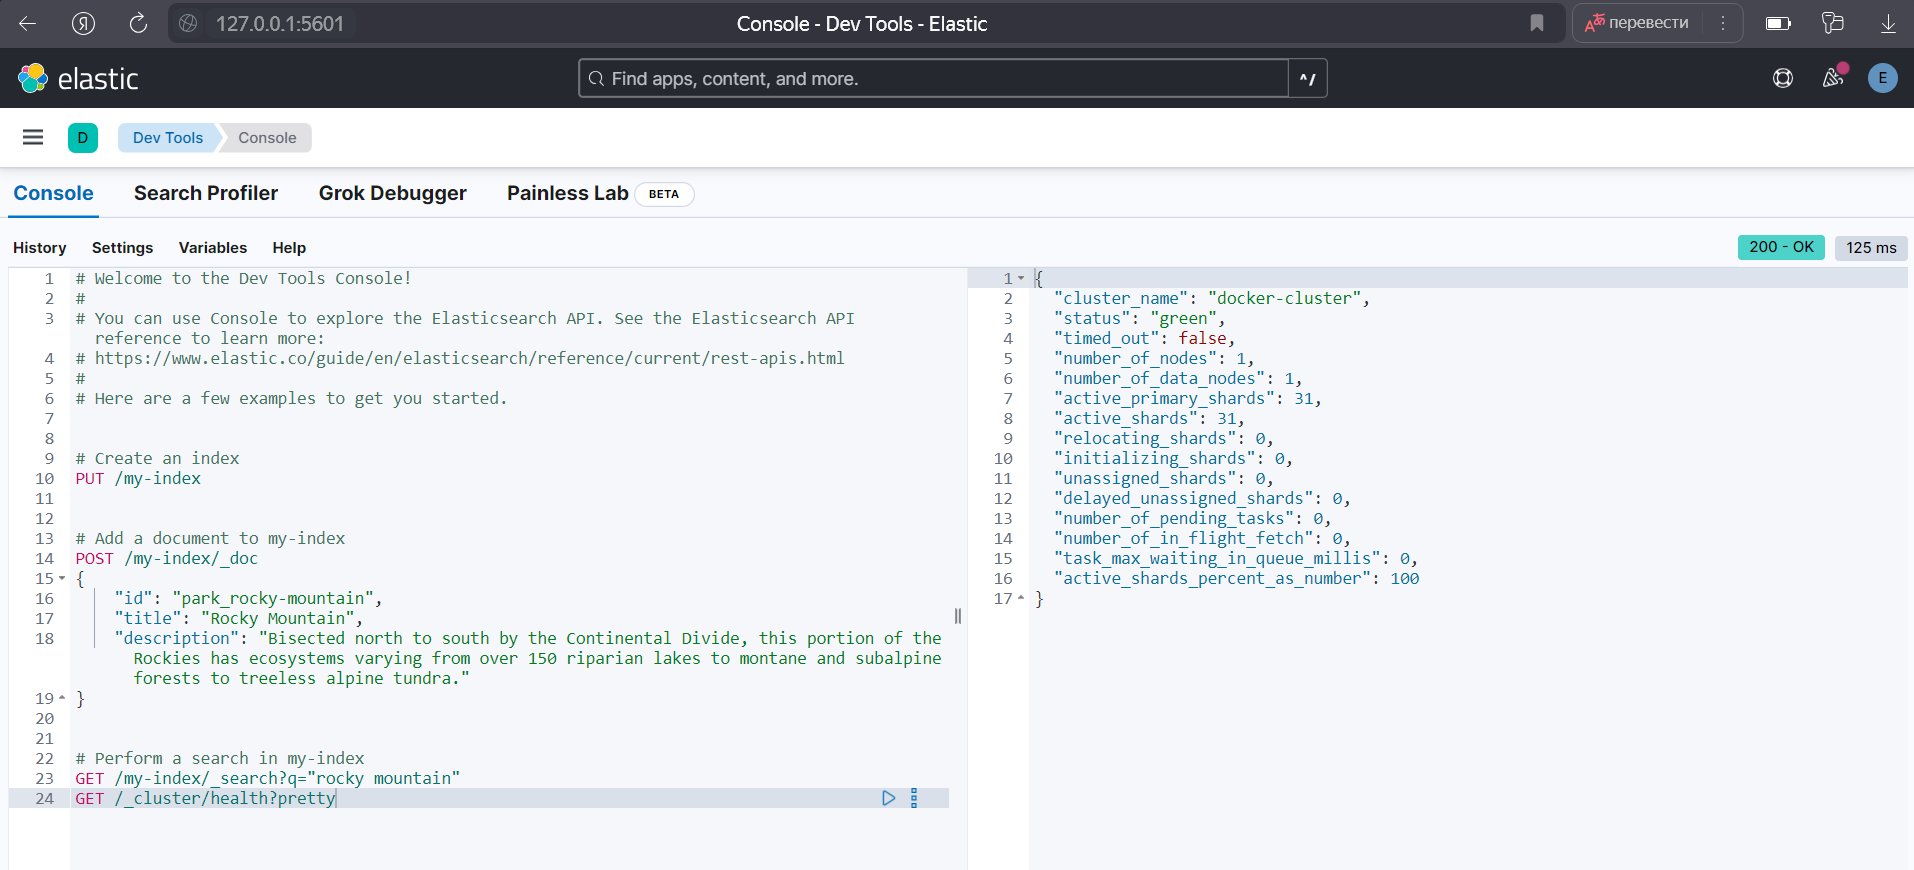 127.0.0.1:5601
Console - Dev Tools - Elastic
перевести
elastic
Find apps, content, and more.
^/
E
D
Dev Tools
Console
Console
Search Profiler
Grok Debugger
Painless Lab
BETA
History
Settings
Variables
Help
200 - OK
125 ms
1 # Welcome to the Dev Tools Console!
2 #
3 # You can use Console to explore the Elasticsearch API. See the Elasticsearch API
reference to learn more:
4 # https://www.elastic.co/guide/en/elasticsearch/reference/current/rest-apis.html
5 #
6 # Here are a few examples to get you started.
7
8
9 # Create an index
10 PUT /my-index
11
12
13 # Add a document to my-index
14 POST /my-index/_doc
15 {
16 "id": "park_rocky-mountain",
17 "title": "Rocky Mountain",
18 "description": "Bisected north to south by the Continental Divide, this portion of the
Rockies has ecosystems varying from over 150 riparian lakes to montane and subalpine
forests to treeless alpine tundra."
19 }
20
21
22 # Perform a search in my-index
23 GET /my-index/_search?q="rocky mountain"
24 GET /_cluster/health?pretty
1 {
2 "cluster_name": "docker-cluster",
3 "status": "green",
4 "timed_out": false,
5 "number_of_nodes": 1,
6 "number_of_data_nodes": 1,
7 "active_primary_shards": 31,
8 "active_shards": 31,
9 "relocating_shards": 0,
10 "initializing_shards": 0,
11 "unassigned_shards": 0,
12 "delayed_unassigned_shards": 0,
13 "number_of_pending_tasks": 0,
14 "number_of_in_flight_fetch": 0,
15 "task_max_waiting_in_queue_millis": 0,
16 "active_shards_percent_as_number": 100
17 }